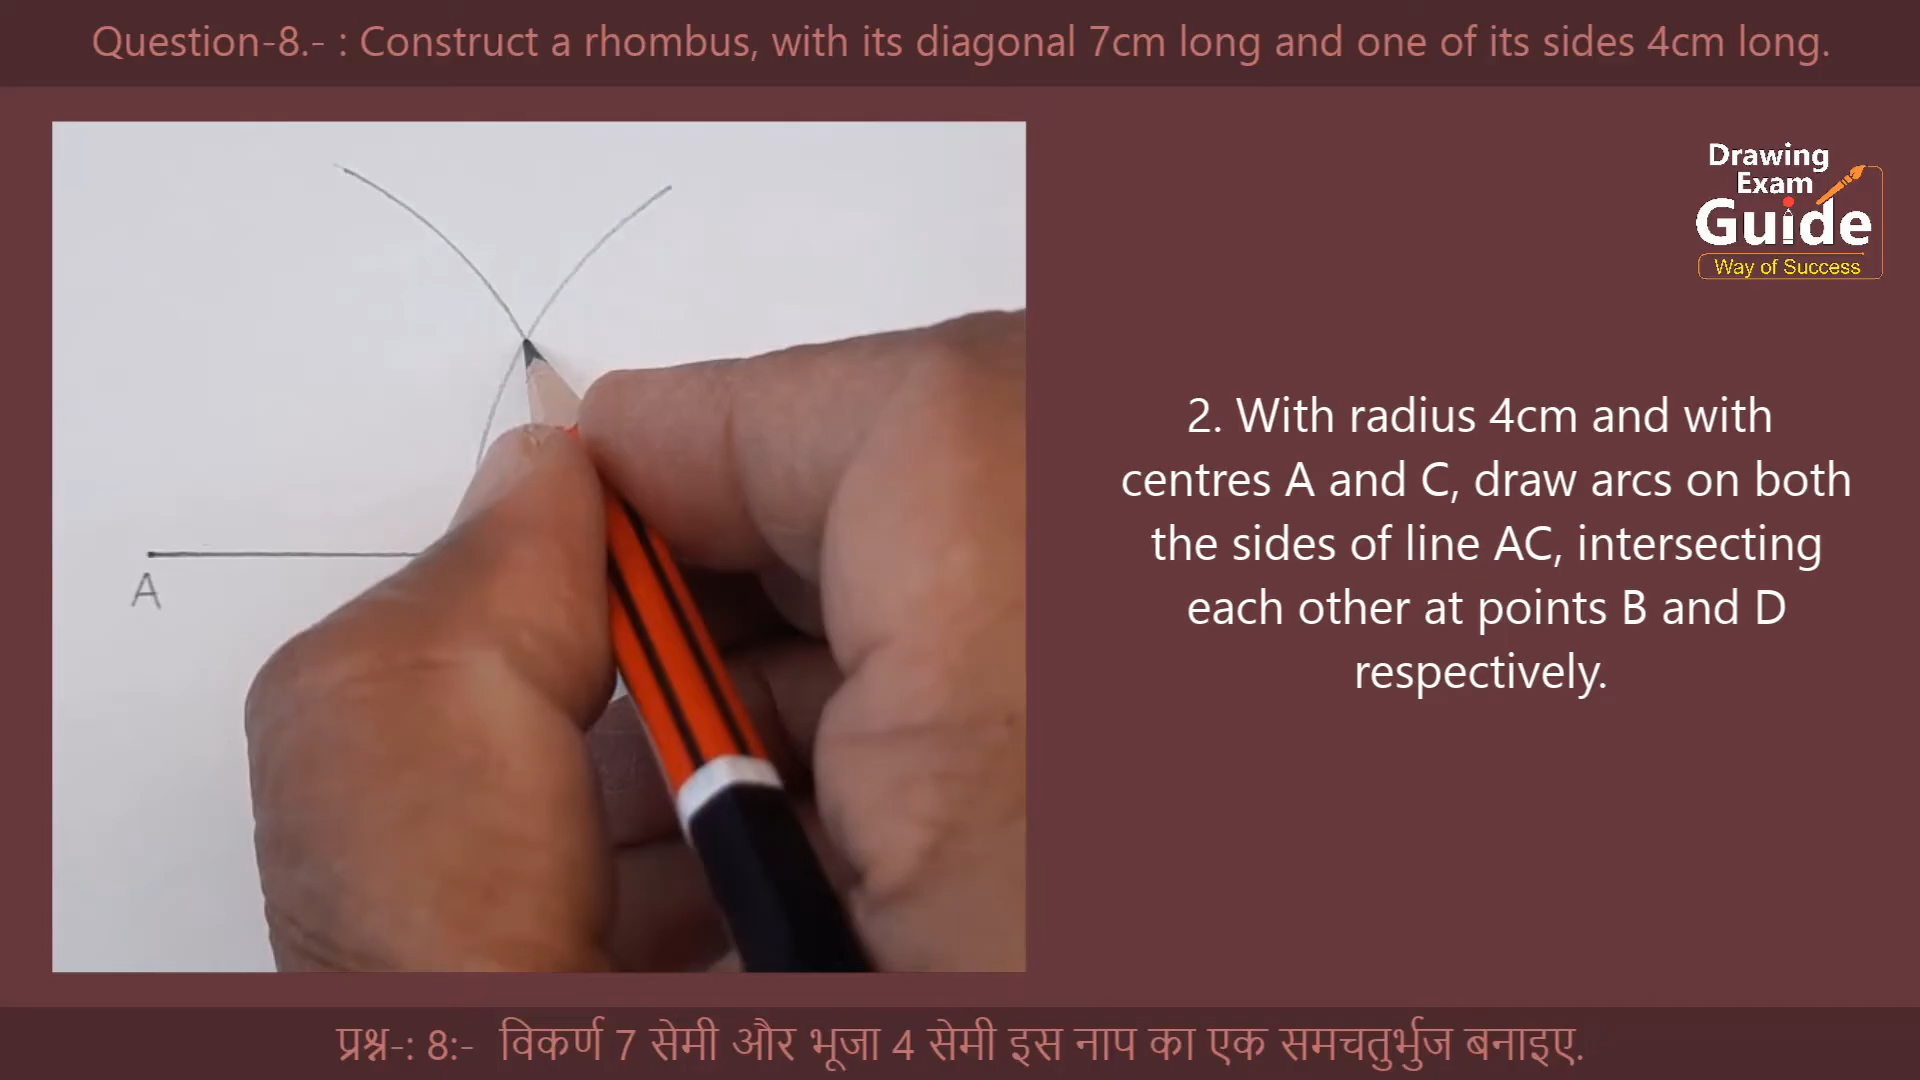 Question-8.- : Construct a rhombus, with its diagonal 7cm long and one of its sides 4cm long.
Drawing
Exam
Guide
Way of Success
A
2. With radius 4cm and with
centres A and C, draw arcs on both
the sides of line AC, intersecting
each other at points B and D
respectively.
प्रश्न-: 8:- विकर्ण 7 सेमी और भूजा 4 सेमी इस नाप का एक समचतुर्भुज बनाइए.